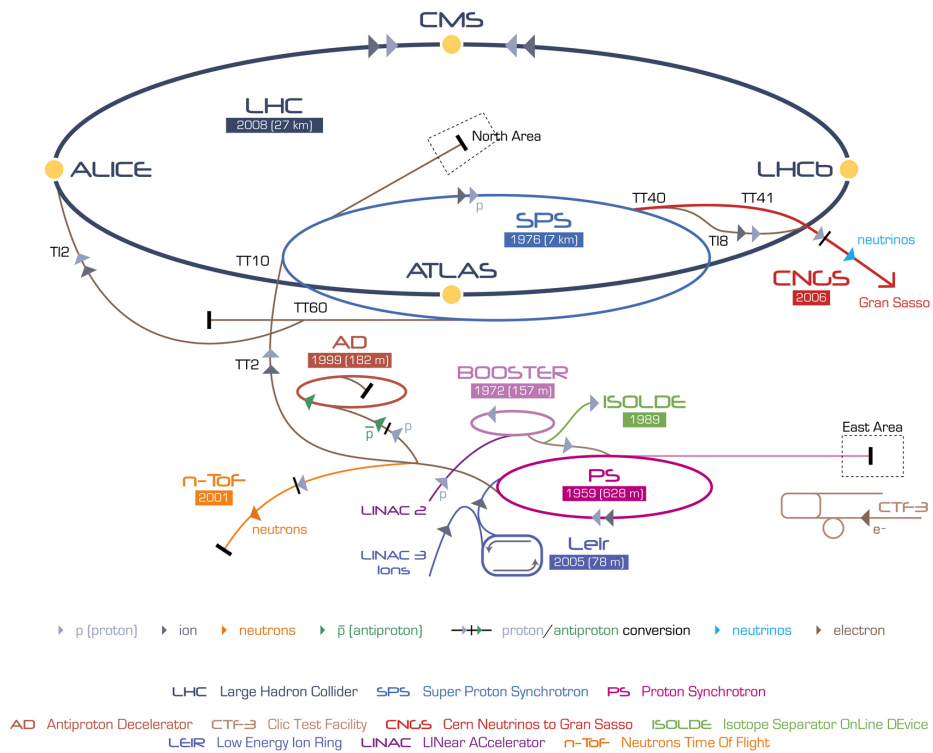 CMS
LHC
2008 (27 km)
North Area
ALICE
LHCb
p
TT40
TT41
SPS
1976 (7 km)
TI8
neutrinos
TI2
TT10
ATLAS
CNGS
2006
Gran Sasso
TT60
AD
1999 (182 m)
TT2
BOOSTER
1972 (157 m)
ISOLDE
1989
p̅
p
East Area
n-ToF
2001
PS
1959 (628 m)
p
LINAC 2
neutrons
CTF-3
e-
LINAC 3
Ions
Leir
2005 (78 m)
p (proton)
ion
neutrons
p̅ (antiproton)
proton/antiproton conversion
neutrinos
electron
LHC Large Hadron Collider SPS Super Proton Synchrotron PS Proton Synchrotron
AD Antiproton Decelerator CTF-3 Clic Test Facility CNGS Cern Neutrinos to Gran Sasso ISOLDE Isotope Separator OnLine DEvice
LEIR Low Energy Ion Ring LINAC LINear ACcelerator n-ToF Neutrons Time Of Flight